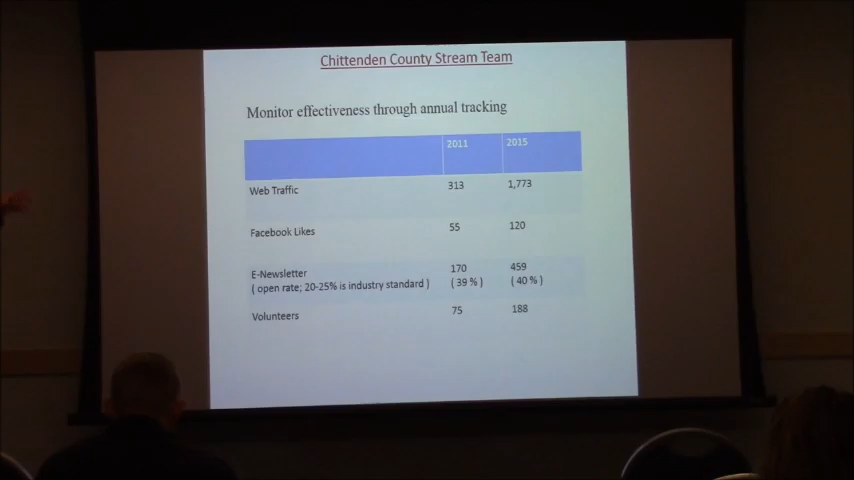 Chittenden County Stream Team
Monitor effectiveness through annual tracking
2011 2015
Web Traffic 313 1,773
Facebook Likes 55 120
E-Newsletter 170 459
( open rate; 20-25% is industry standard ) ( 39 % ) ( 40 % )
Volunteers 75 188